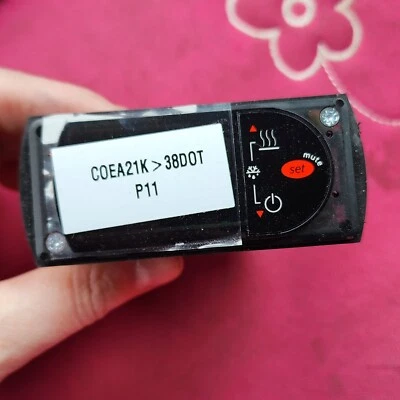 COEA21K>38DOT
P11
mute
set